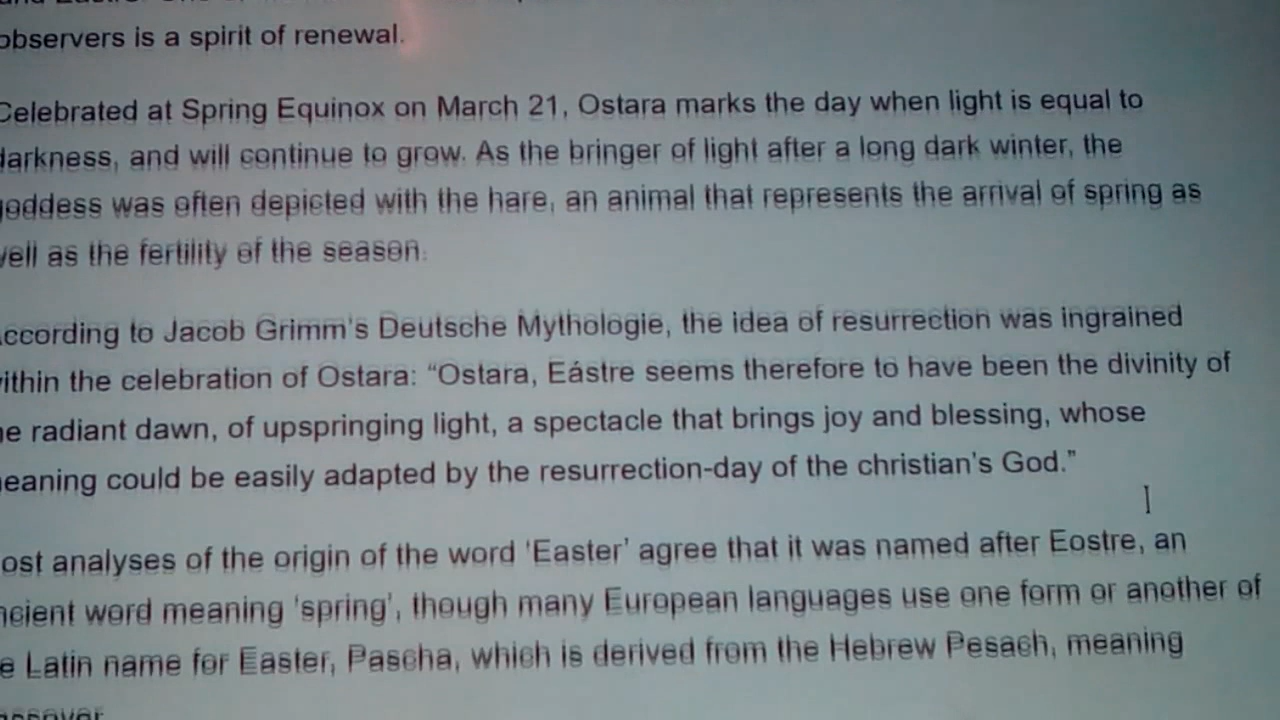 observers is a spirit of renewal.
Celebrated at Spring Equinox on March 21, Ostara marks the day when light is equal to
darkness, and will continue to grow. As the bringer of light after a long dark winter, the
goddess was often depicted with the hare, an animal that represents the arrival of spring as
well as the fertility of the season.
ccording to Jacob Grimm's Deutsche Mythologie, the idea of resurrection was ingrained
ithin the celebration of Ostara: “Ostara, Eástre seems therefore to have been the divinity of
he radiant dawn, of upspringing light, a spectacle that brings joy and blessing, whose
eaning could be easily adapted by the resurrection-day of the christian's God.”
ost analyses of the origin of the word ‘Easter’ agree that it was named after Eostre, an
ncient word meaning ‘spring’, though many European languages use one form or another of
e Latin name for Easter, Pascha, which is derived from the Hebrew Pesach, meaning